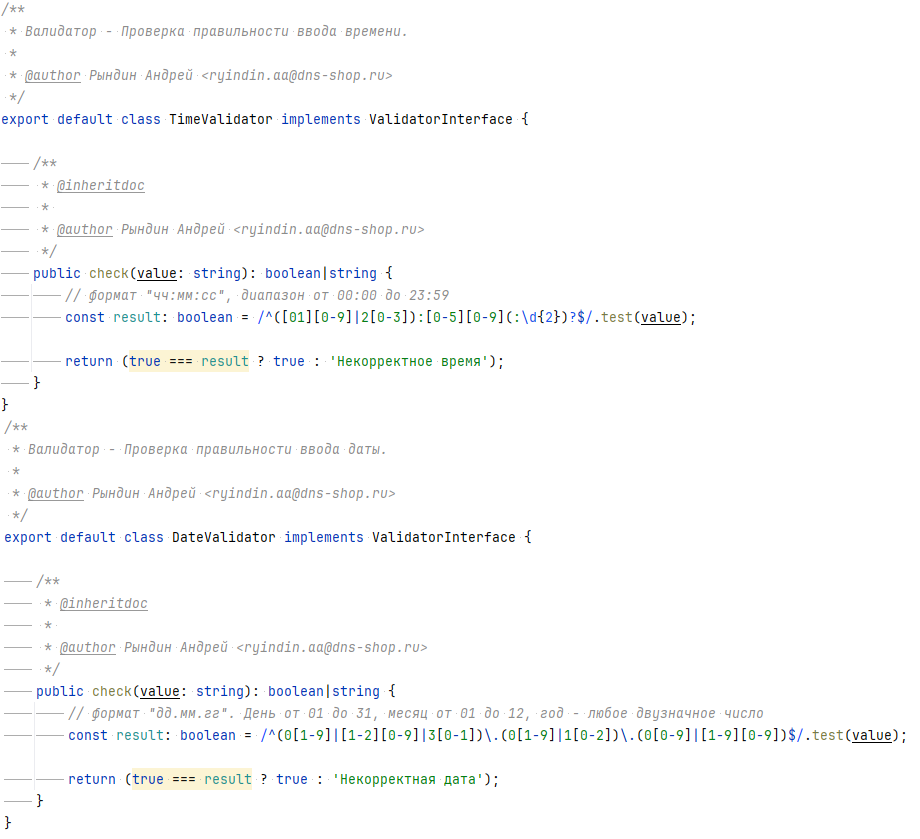 /**
 * Валидатор - Проверка правильности ввода времени.
 *
 * @author Рындин Андрей <ryindin.aa@dns-shop.ru>
 */
export default class TimeValidator implements ValidatorInterface {
/**
 * @inheritdoc
 *
 * @author Рындин Андрей <ryindin.aa@dns-shop.ru>
 */
public check(value: string): boolean|string {
// формат "чч:мм:сс", диапазон от 00:00 до 23:59
const result: boolean = /^([01][0-9]|2[0-3]):[0-5][0-9](:\d{2})?$/.test(value);
return (true === result ? true : 'Некорректное время');
}
}
/**
 * Валидатор - Проверка правильности ввода даты.
 *
 * @author Рындин Андрей <ryindin.aa@dns-shop.ru>
 */
export default class DateValidator implements ValidatorInterface {
/**
 * @inheritdoc
 *
 * @author Рындин Андрей <ryindin.aa@dns-shop.ru>
 */
public check(value: string): boolean|string {
// формат "дд.мм.гг". День от 01 до 31, месяц от 01 до 12, год - любое двузначное число
const result: boolean = /^(0[1-9]|[1-2][0-9]|3[0-1])\.(0[1-9]|1[0-2])\.(0[0-9]|[1-9][0-9])$/.test(value);
return (true === result ? true : 'Некорректная дата');
}
}